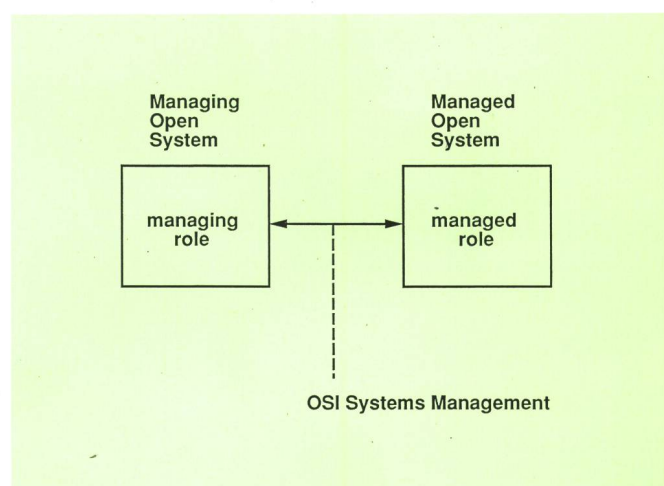 Managing
Open
System
Managed
Open
System
managing
role
managed
role
OSI Systems Management